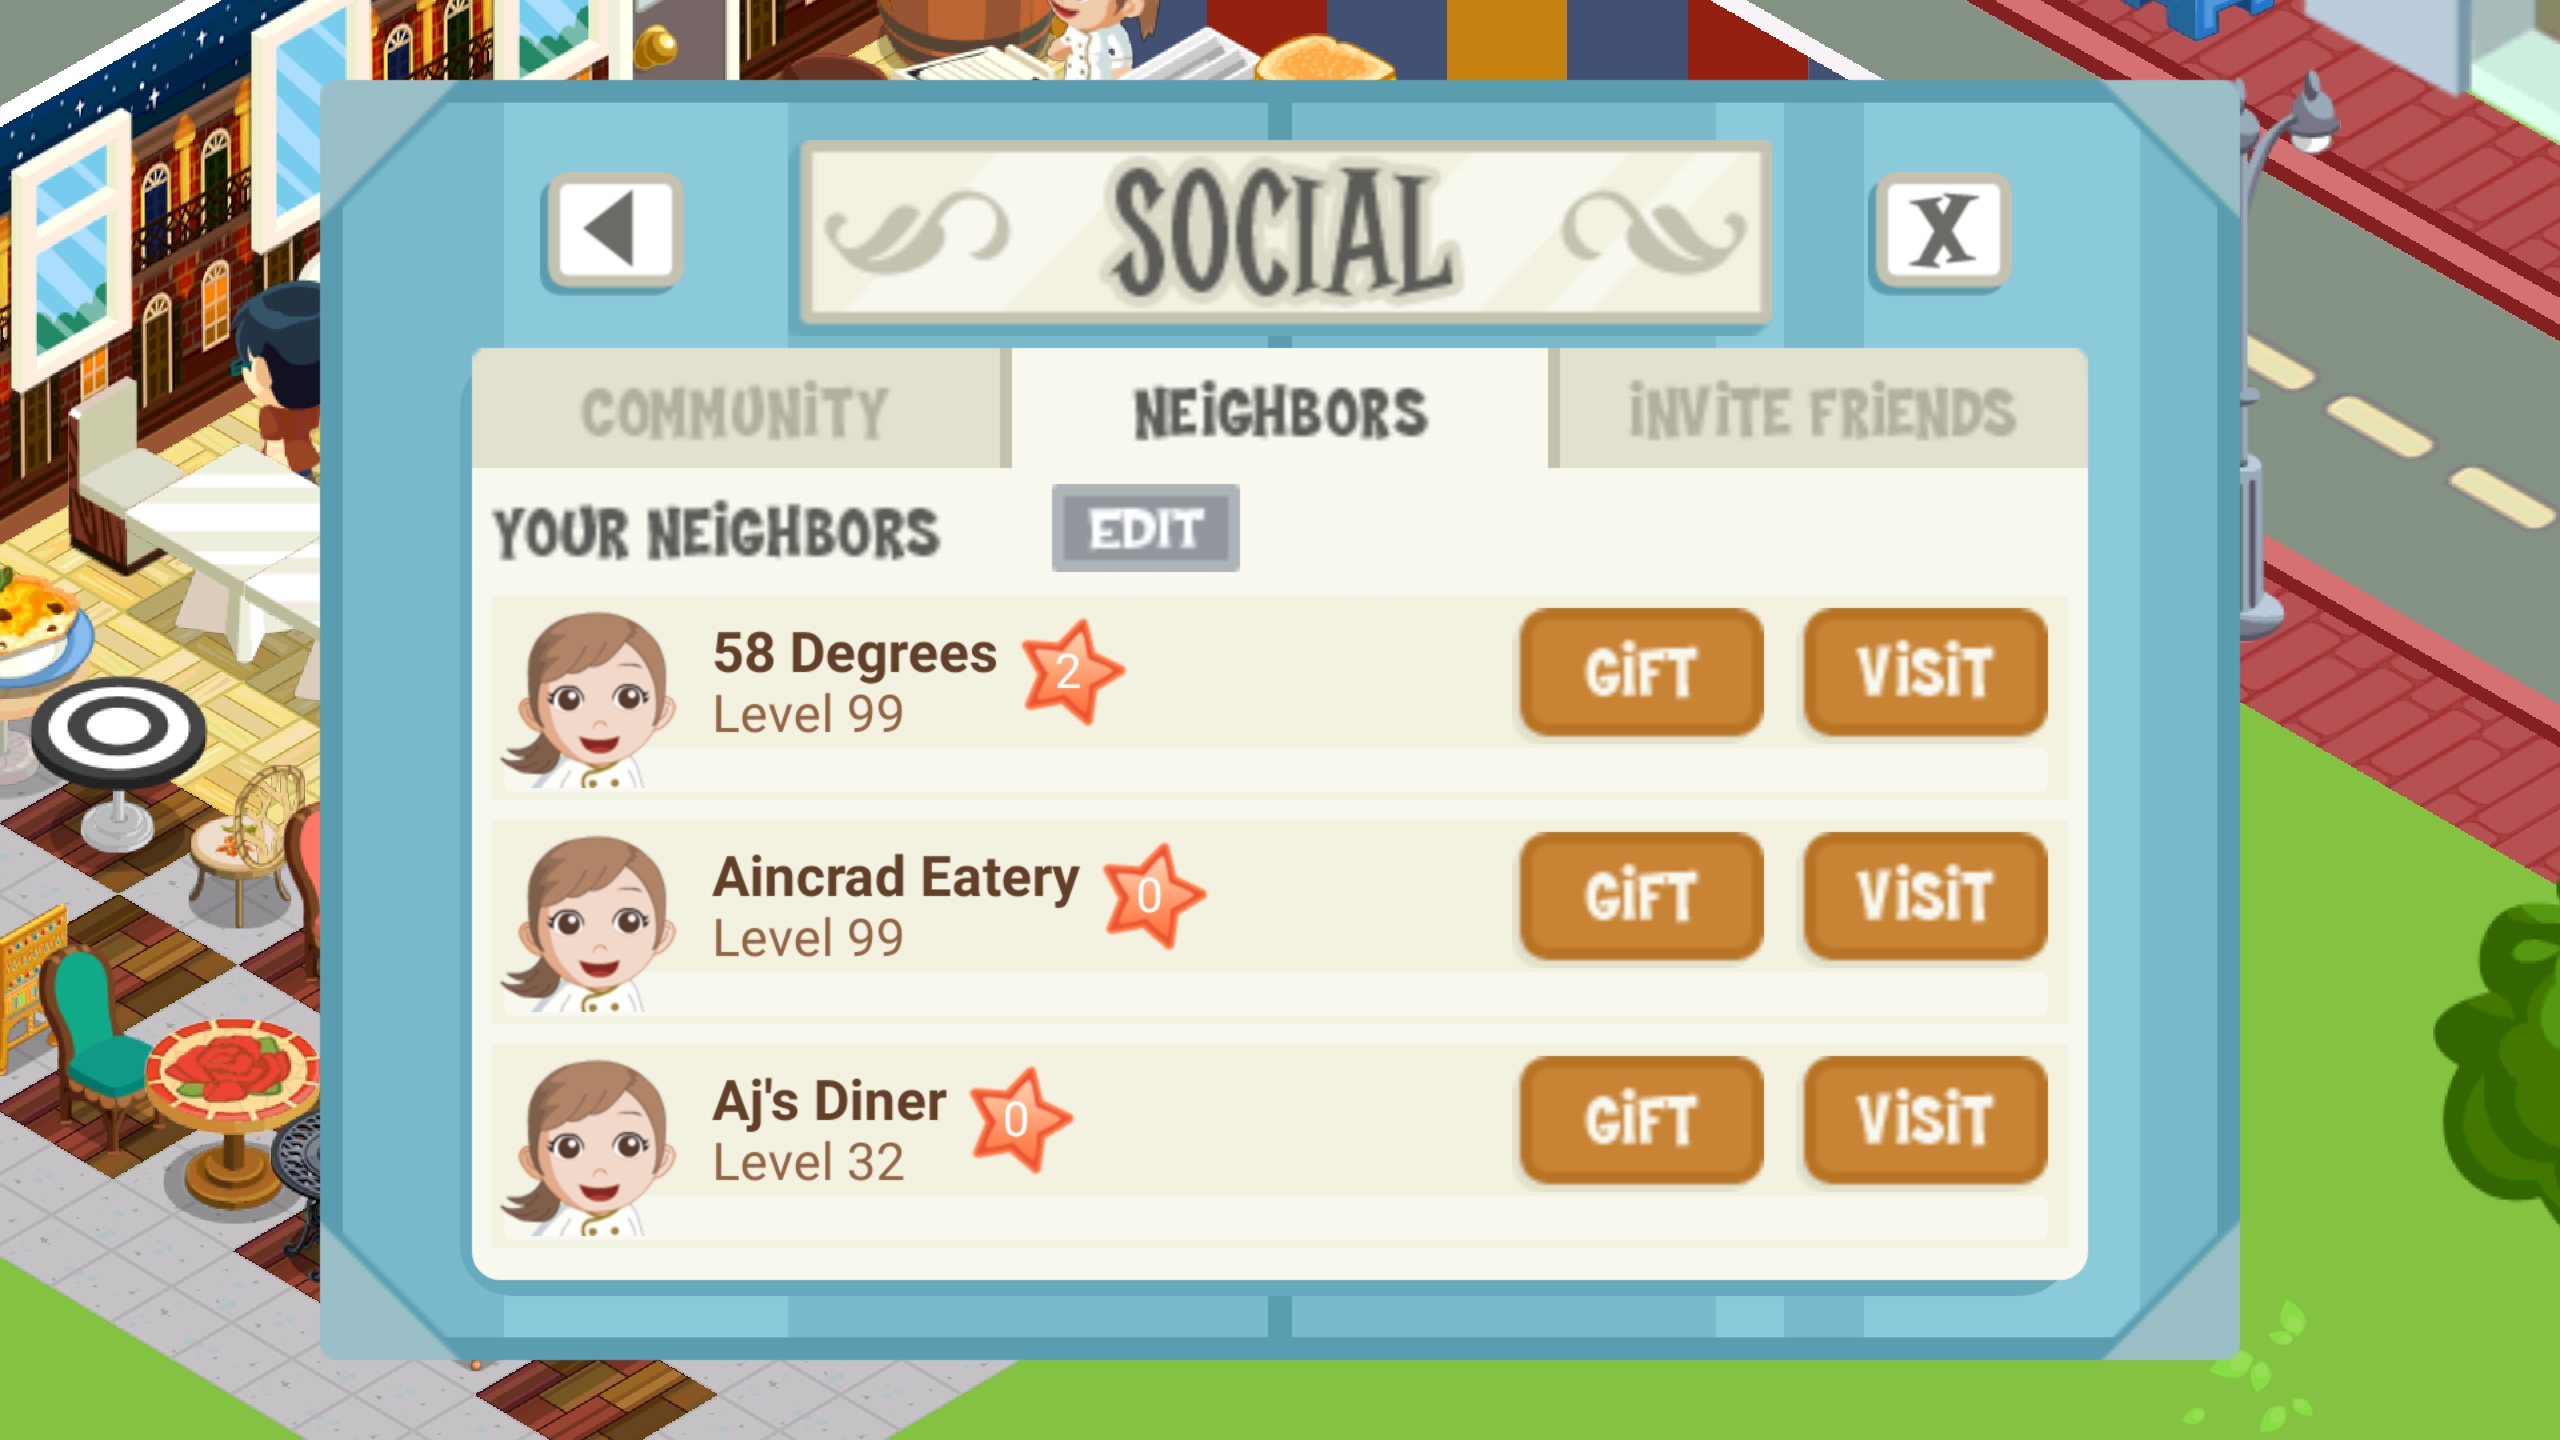 SOCIAL
X
COMMUNITY
NEIGHBORS
INVITE FRIENDS
YOUR NEIGHBORS
EDIT
58 Degrees
2
Level 99
GIFT
VISIT
Aincrad Eatery
0
Level 99
GIFT
VISIT
Aj's Diner
0
Level 32
GIFT
VISIT